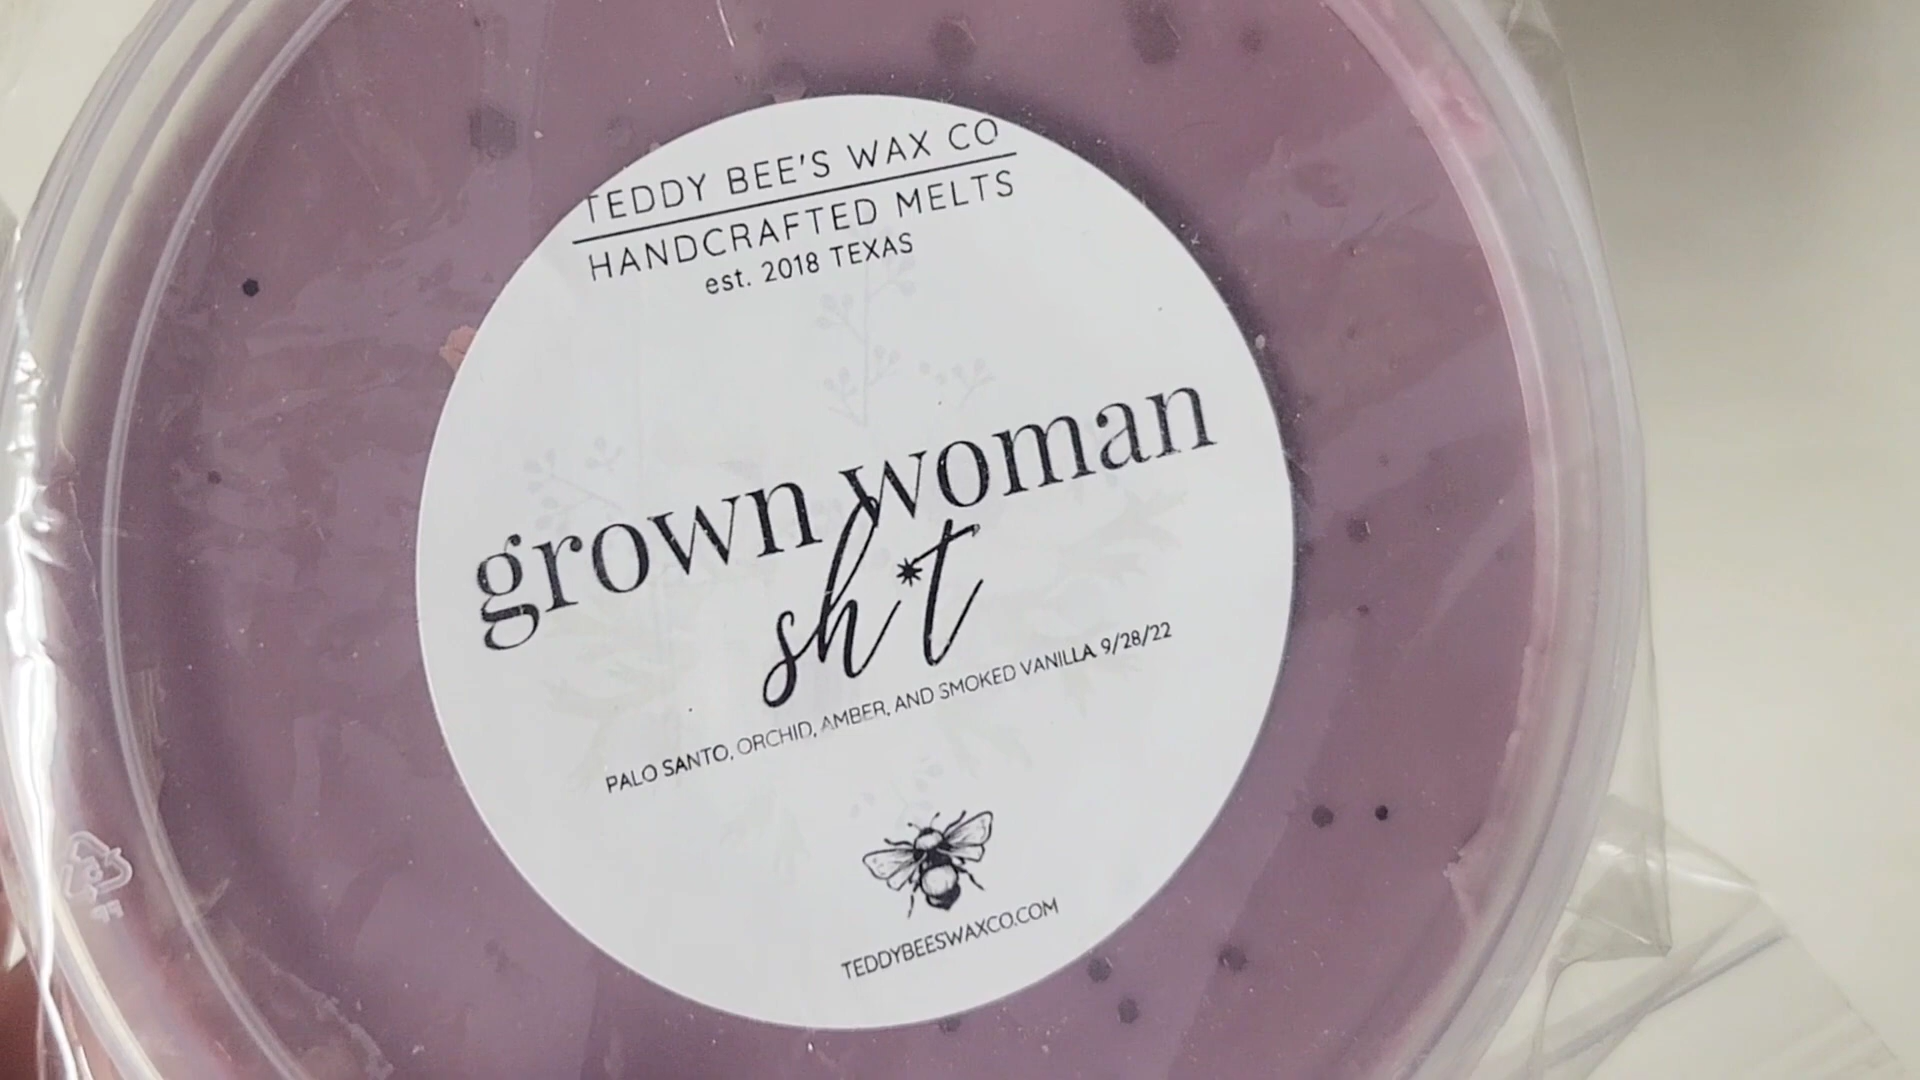 TEDDY BEE'S WAX CO
HANDCRAFTED MELTS
est. 2018 TEXAS
grown woman
sh*t
PALO SANTO, ORCHID, AMBER, AND SMOKED VANILLA 9/28/22
TEDDYBEESWAXCO.COM